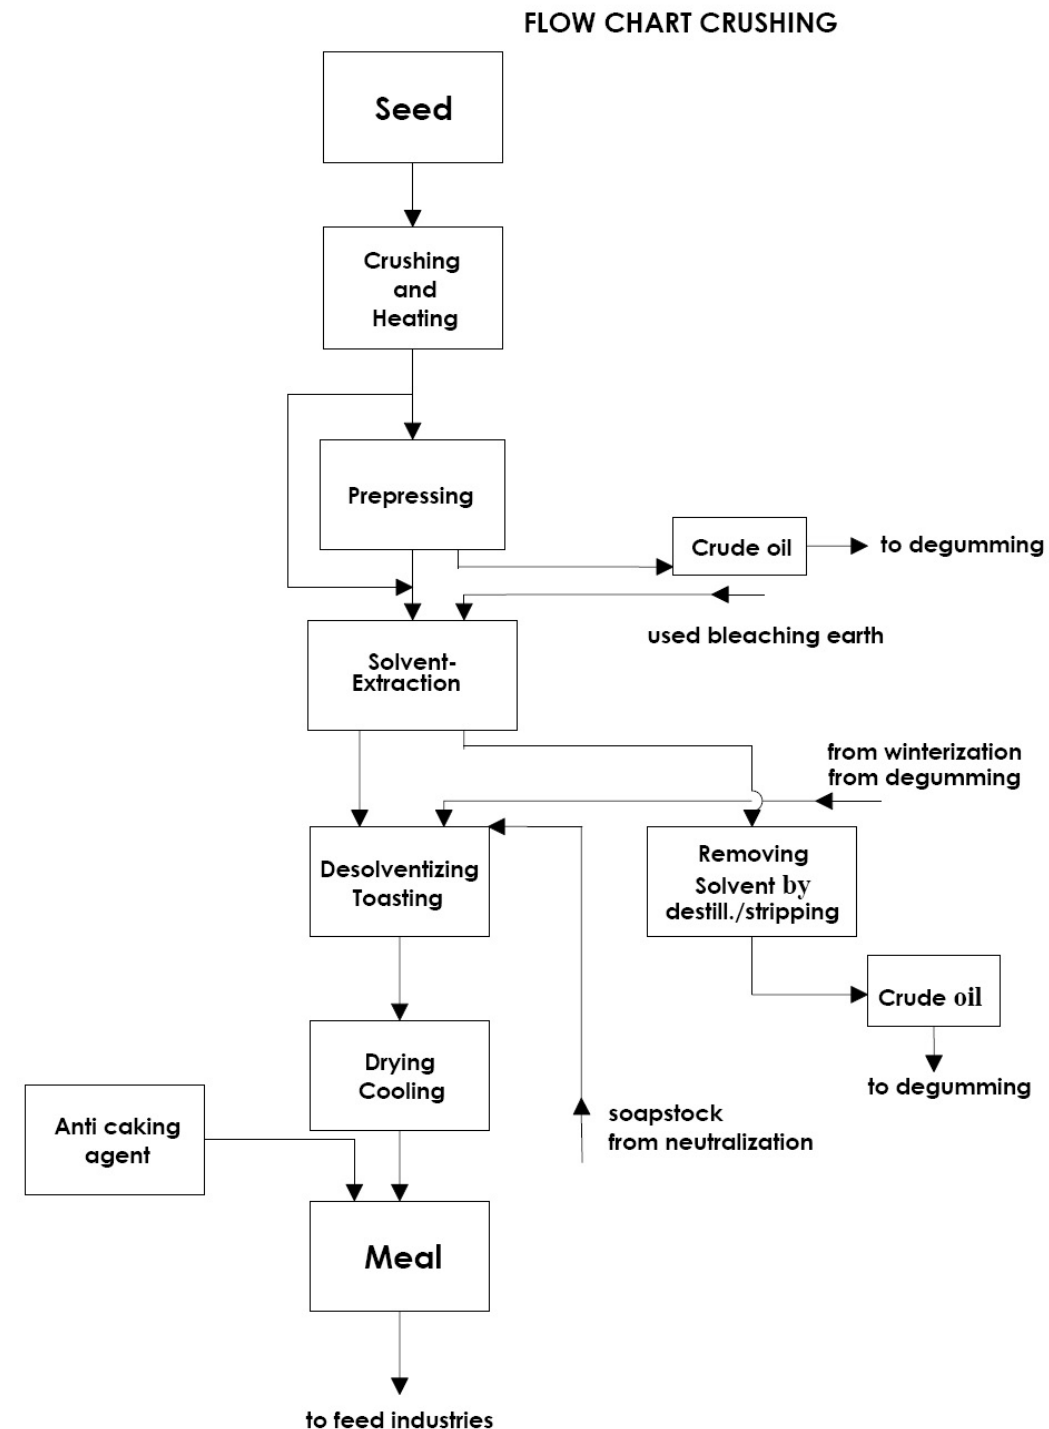 FLOW CHART CRUSHING
Seed
Crushing
and
Heating
Prepressing
Crude oil
to degumming
used bleaching earth
Solvent-
Extraction
from winterization
from degumming
Desolventizing
Toasting
Removing
Solvent by
destill./stripping
Crude oil
to degumming
Drying
Cooling
Anti caking
agent
soapstock
from neutralization
Meal
to feed industries